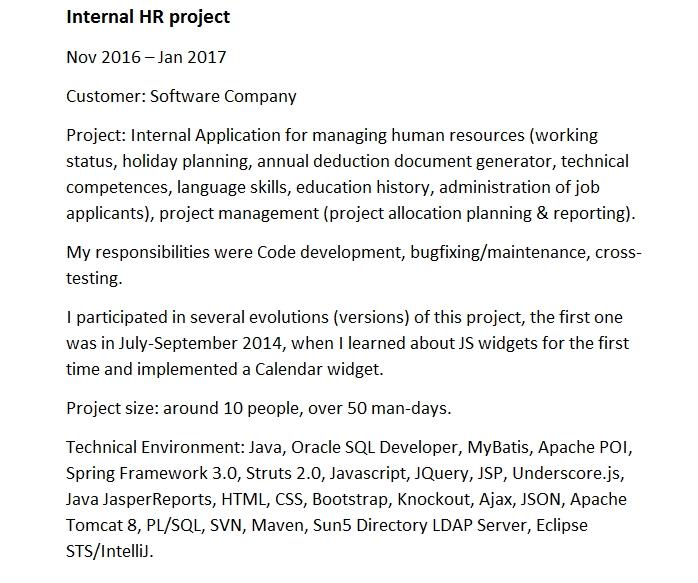 Internal HR project
Nov 2016 – Jan 2017
Customer: Software Company
Project: Internal Application for managing human resources (working
status, holiday planning, annual deduction document generator, technical
competences, language skills, education history, administration of job
applicants), project management (project allocation planning & reporting).
My responsibilities were Code development, bugfixing/maintenance, cross-
testing.
I participated in several evolutions (versions) of this project, the first one
was in July-September 2014, when I learned about JS widgets for the first
time and implemented a Calendar widget.
Project size: around 10 people, over 50 man-days.
Technical Environment: Java, Oracle SQL Developer, MyBatis, Apache POI,
Spring Framework 3.0, Struts 2.0, Javascript, JQuery, JSP, Underscore.js,
Java JasperReports, HTML, CSS, Bootstrap, Knockout, Ajax, JSON, Apache
Tomcat 8, PL/SQL, SVN, Maven, Sun5 Directory LDAP Server, Eclipse
STS/IntelliJ.